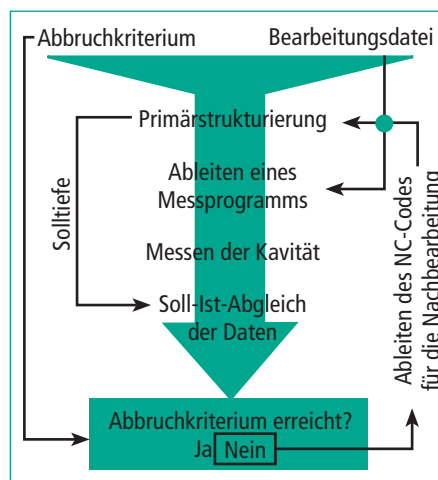 Abbruchkriterium
Bearbeitungsdatei
Primärstrukturierung
Ableiten eines
Messprogramms
Solltiefe
Messen der Kavität
Soll-Ist-Abgleich
der Daten
Ableiten des NC-Codes
für die Nachbearbeitung
Abbruchkriterium erreicht?
Ja Nein